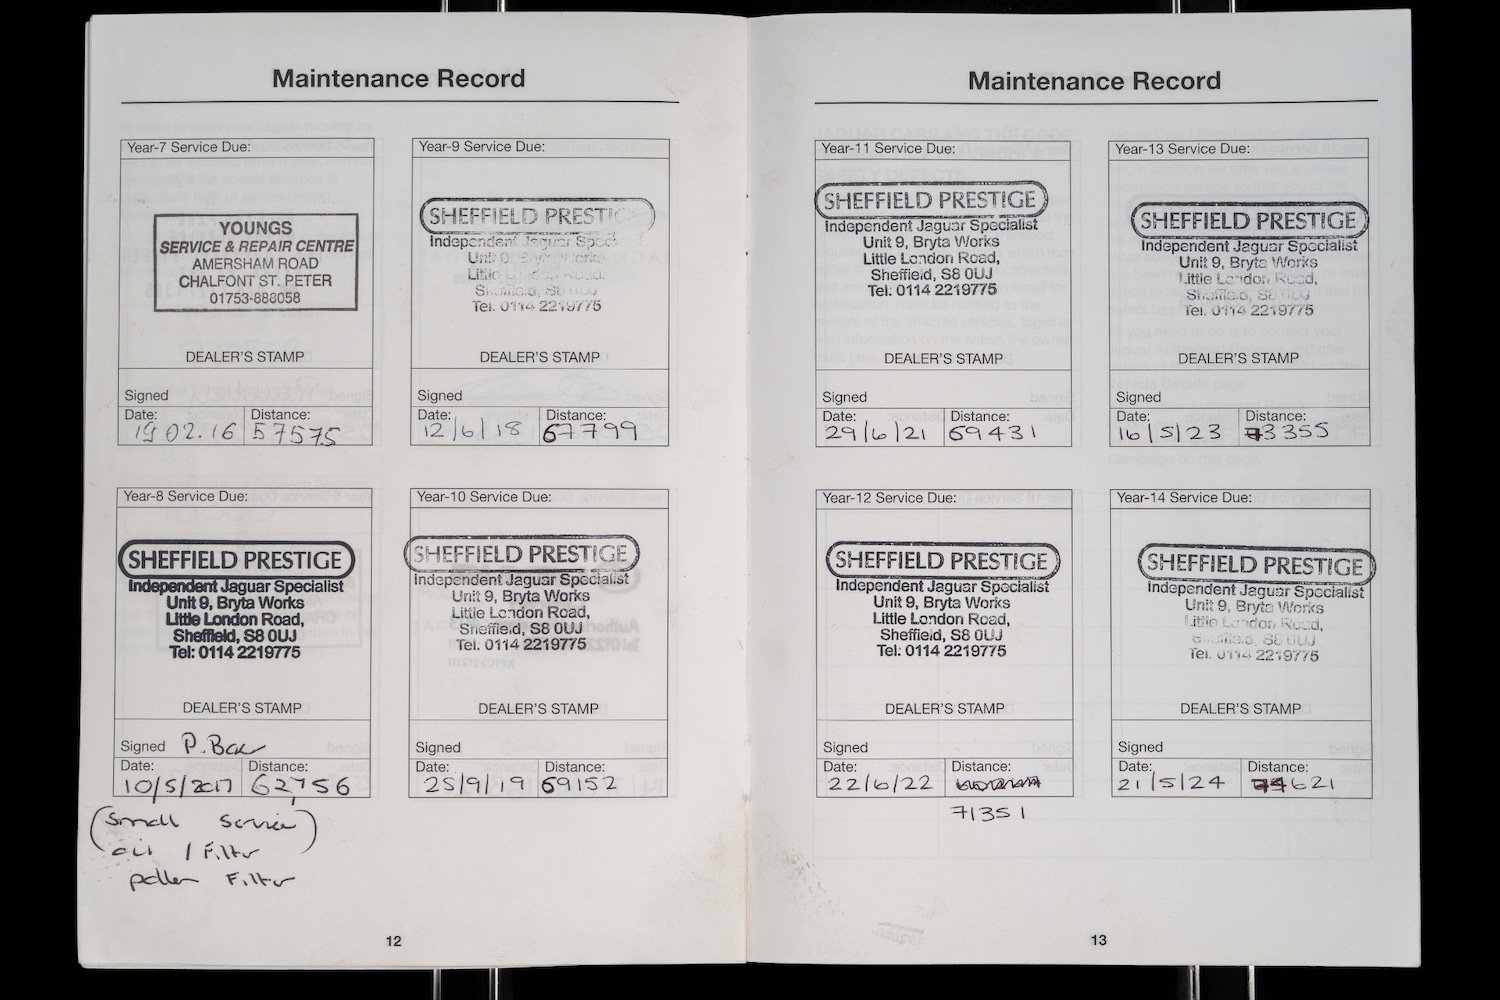 Maintenance Record
Year-7 Service Due:
YOUNGS
SERVICE & REPAIR CENTRE
AMERSHAM ROAD
CHALFONT ST. PETER
01753-888058
DEALER'S STAMP
Signed
Date: Distance:
19 02.16 57575
Year-8 Service Due:
SHEFFIELD PRESTIGE
Independent Jaguar Specialist
Unit 9, Bryta Works
Little London Road,
Sheffield, S8 0UJ
Tel: 0114 2219775
DEALER'S STAMP
Signed P.
Date: Distance:
10/5/2017 62756
(Small Service)
oil / Filter
pollen Filter
Year-9 Service Due:
SHEFFIELD PRESTIGE
Independent Jaguar Speci
Unit 9, Bryta Works
Little London Road,
Sheffield, S8 0UJ
Tel: 0114 2219775
DEALER'S STAMP
Signed
Date: Distance:
12/6/18 67799
Year-10 Service Due:
SHEFFIELD PRESTIGE
Independent Jaguar Specialist
Unit 9, Bryta Works
Little London Road,
Sheffield, S8 0UJ
Tel: 0114 2219775
DEALER'S STAMP
Signed
Date: Distance:
25/9/19 69152
12
Maintenance Record
Year-11 Service Due:
SHEFFIELD PRESTIGE
Independent Jaguar Specialist
Unit 9, Bryta Works
Little London Road,
Sheffield, S8 0UJ
Tel: 0114 2219775
DEALER'S STAMP
Signed
Date: Distance:
29/6/21 69431
Year-12 Service Due:
SHEFFIELD PRESTIGE
Independent Jaguar Specialist
Unit 9, Bryta Works
Little London Road,
Sheffield, S8 0UJ
Tel: 0114 2219775
DEALER'S STAMP
Signed
Date: Distance:
22/6/22
71351
Year-13 Service Due:
SHEFFIELD PRESTIGE
Independent Jaguar Specialist
Unit 9, Bryta Works
Little London Road,
Sheffield, S8 0UJ
Tel: 0114 2219775
DEALER'S STAMP
Signed
Date: Distance:
16/5/23 73355
Year-14 Service Due:
SHEFFIELD PRESTIGE
Independent Jaguar Specialist
Unit 9, Bryta Works
Little London Road,
Sheffield, S8 0UJ
Tel: 0114 2219775
DEALER'S STAMP
Signed
Date: Distance:
21/5/24 74621
13